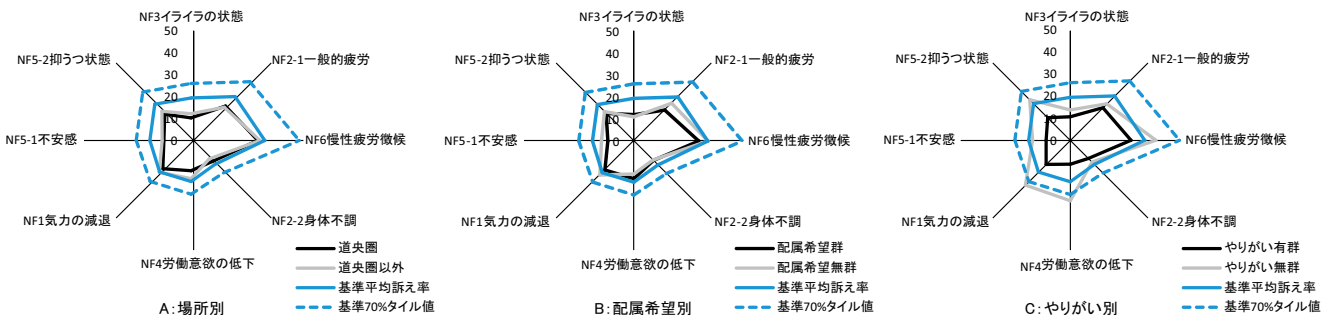 NF3イライラの状態
50
40
30
20
10
0
NF2-1一般的疲労
NF6慢性疲労徴候
NF2-2身体不調
NF4労働意欲の低下
NF1気力の減退
NF5-1不安感
NF5-2抑うつ状態
道央圏
道央圏以外
基準平均訴え率
基準70%タイル値
A:場所別
NF3イライラの状態
50
40
30
20
10
0
NF2-1一般的疲労
NF6慢性疲労徴候
NF2-2身体不調
NF4労働意欲の低下
NF1気力の減退
NF5-1不安感
NF5-2抑うつ状態
配属希望群
配属希望無群
基準平均訴え率
基準70%タイル値
B:配属希望別
NF3イライラの状態
50
40
30
20
10
0
NF2-1一般的疲労
NF6慢性疲労徴候
NF2-2身体不調
NF4労働意欲の低下
NF1気力の減退
NF5-1不安感
NF5-2抑うつ状態
やりがい有群
やりがい無群
基準平均訴え率
基準70%タイル値
C:やりがい別